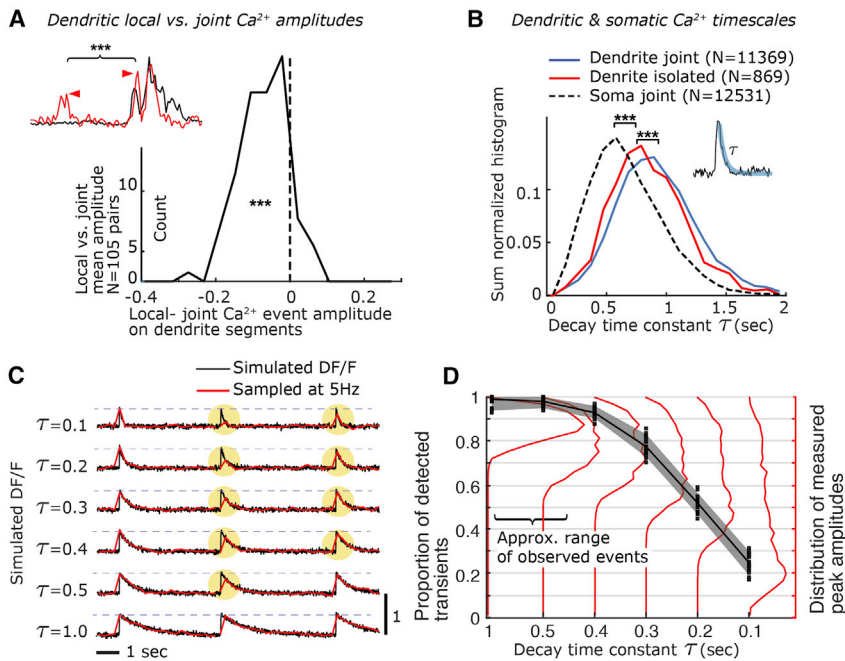 A
Dendritic local vs. joint Ca²⁺ amplitudes
***
Local vs. joint
mean amplitude
N=105 pairs
Count
10
5
0
***
-0.4
-0.2
0
0.2
Local- joint Ca²⁺ event amplitude
on dendrite segments
B
Dendritic & somatic Ca²⁺ timescales
Dendrite joint (N=11369)
Denrite isolated (N=869)
Soma joint (N=12531)
***
***
τ
Sum normalized histogram
0.1
0.05
0
0
0.5
1
1.5
2
Decay time constant τ (sec)
C
Simulated DF/F
Sampled at 5Hz
Simulated DF/F
τ=0.1
τ=0.2
τ=0.3
τ=0.4
τ=0.5
τ=1.0
1
1 sec
D
Proportion of detected
transients
1
0.8
0.6
0.4
0.2
0
Approx. range
of observed events
1
0.5
0.4
0.3
0.2
0.1
Decay time constant τ (sec)
Distribution of measured
peak amplitudes